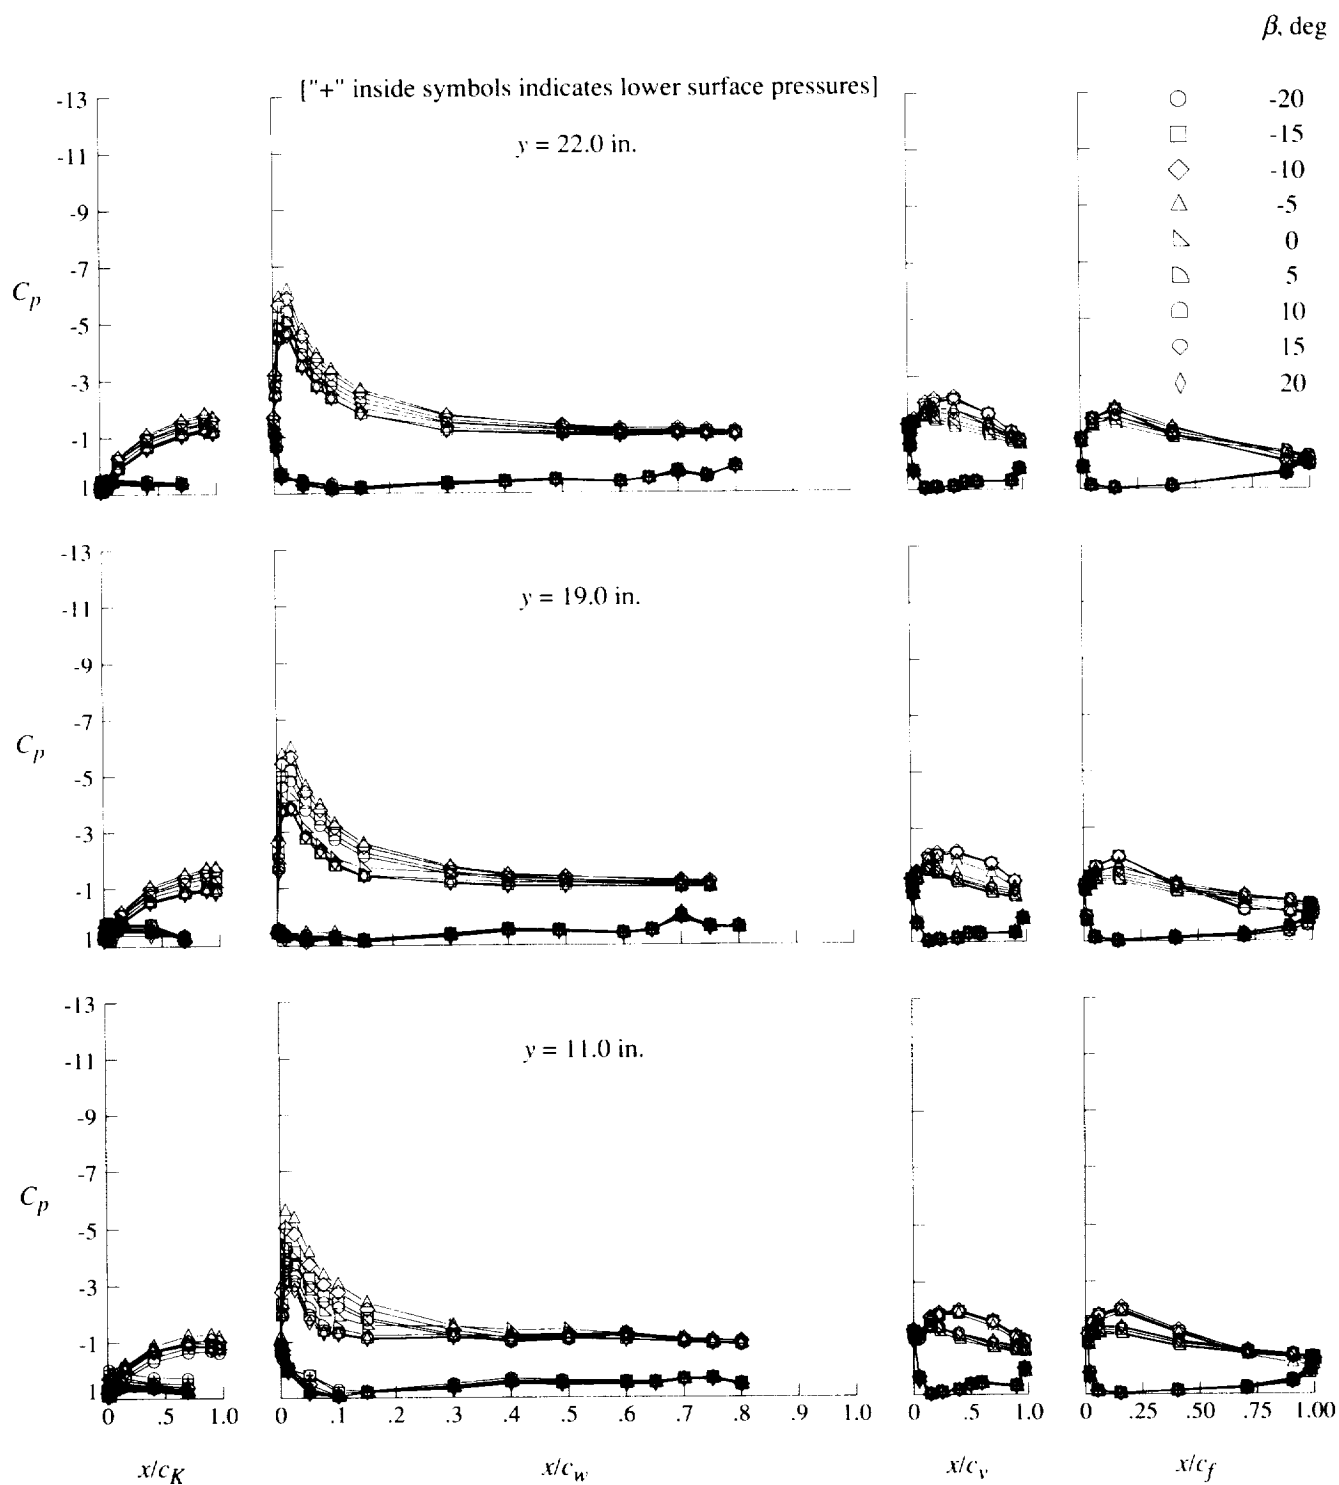 β, deg
["+" inside symbols indicates lower surface pressures]
-20
-15
-10
-5
0
5
10
15
20
y = 22.0 in.
-13
-11
-9
-7
-5
-3
-1
1
C_p
y = 19.0 in.
-13
-11
-9
-7
-5
-3
-1
1
C_p
y = 11.0 in.
-13
-11
-9
-7
-5
-3
-1
1
C_p
0 .5 1.0
0 .1 .2 .3 .4 .5 .6 .7 .8 1.0
0 .5 1.0
0 .25 .50 .75 1.00
x/c_K
x/c_w
x/c_v
x/c_f